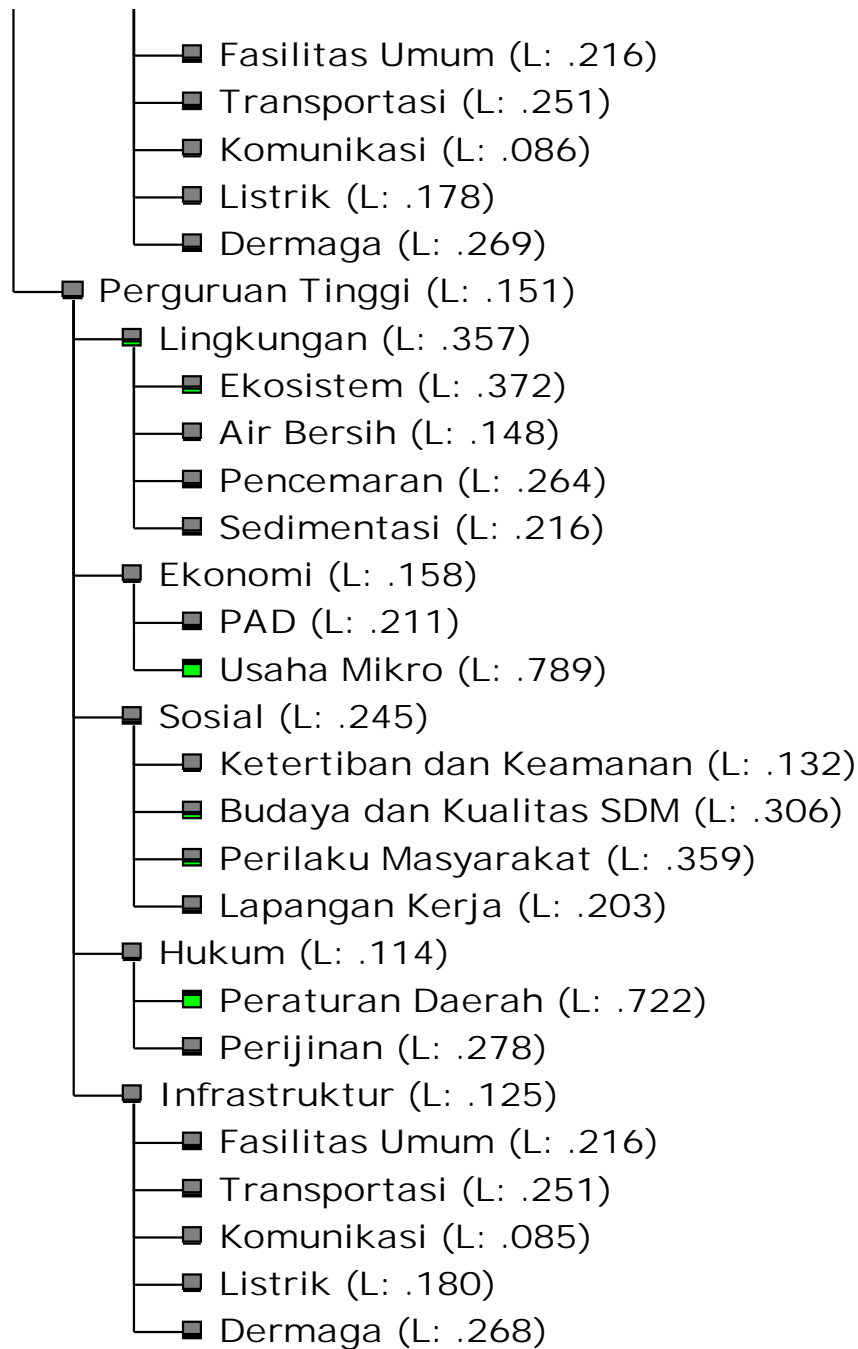 Fasilitas Umum (L: .216)
Transportasi (L: .251)
Komunikasi (L: .086)
Listrik (L: .178)
Dermaga (L: .269)
Perguruan Tinggi (L: .151)
Lingkungan (L: .357)
Ekosistem (L: .372)
Air Bersih (L: .148)
Pencemaran (L: .264)
Sedimentasi (L: .216)
Ekonomi (L: .158)
PAD (L: .211)
Usaha Mikro (L: .789)
Sosial (L: .245)
Ketertiban dan Keamanan (L: .132)
Budaya dan Kualitas SDM (L: .306)
Perilaku Masyarakat (L: .359)
Lapangan Kerja (L: .203)
Hukum (L: .114)
Peraturan Daerah (L: .722)
Perijinan (L: .278)
Infrastruktur (L: .125)
Fasilitas Umum (L: .216)
Transportasi (L: .251)
Komunikasi (L: .085)
Listrik (L: .180)
Dermaga (L: .268)